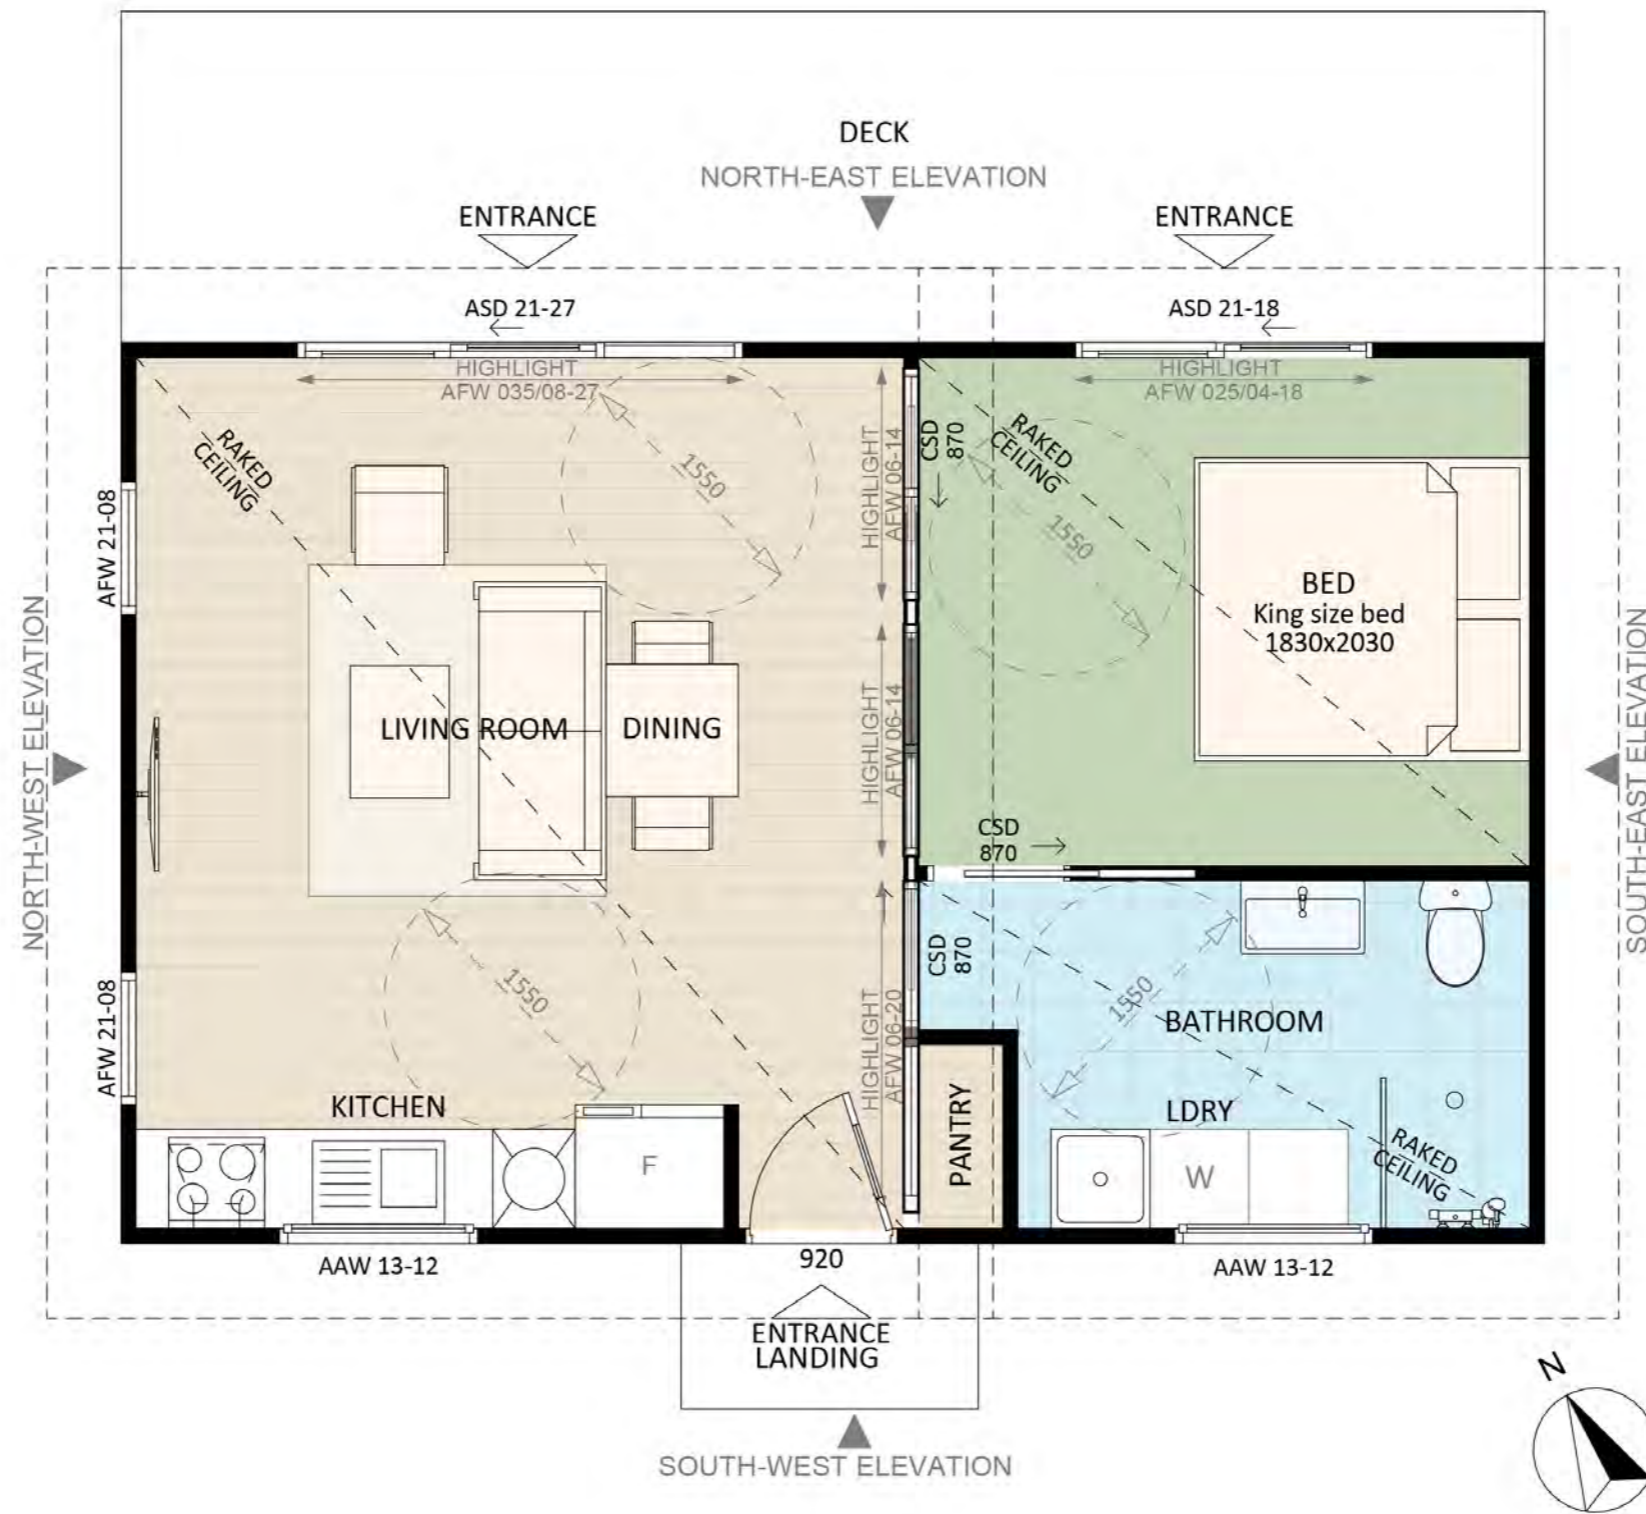 DECK
NORTH-EAST ELEVATION
ENTRANCE
ENTRANCE
ASD 21-27
ASD 21-18
HIGHLIGHT
AFW 035/08-27
HIGHLIGHT
AFW 025/04-18
RAKED
CEILING
1550
HIGHLIGHT
AFW 06-14
CSD
870
RAKED
CEILING
1550
AFW 21-08
BED
King size bed
1830x2030
NORTH-WEST ELEVATION
SOUTH-EAST ELEVATION
LIVING ROOM
DINING
HIGHLIGHT
AFW 06-14
CSD
870
CSD
870
1550
1550
AFW 21-08
HIGHLIGHT
AFW 06-20
BATHROOM
KITCHEN
LDRY
PANTRY
F
W
RAKED
CEILING
AAW 13-12
920
AAW 13-12
ENTRANCE
LANDING
N
SOUTH-WEST ELEVATION